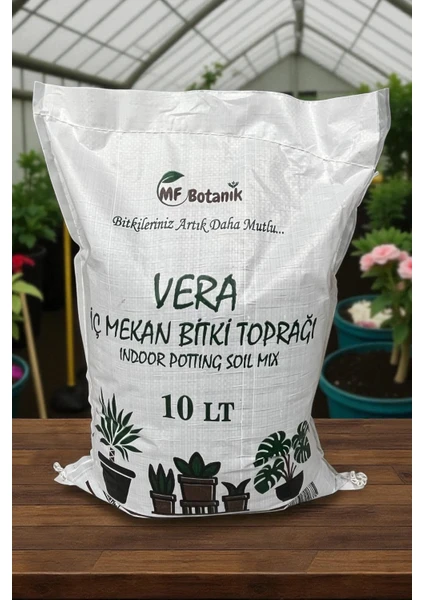 MF Botanik
Bitkileriniz Artık Daha Mutlu...
VERA
İÇ MEKAN BİTKİ TOPRAĞI
INDOOR POTTING SOIL MIX
10 LT